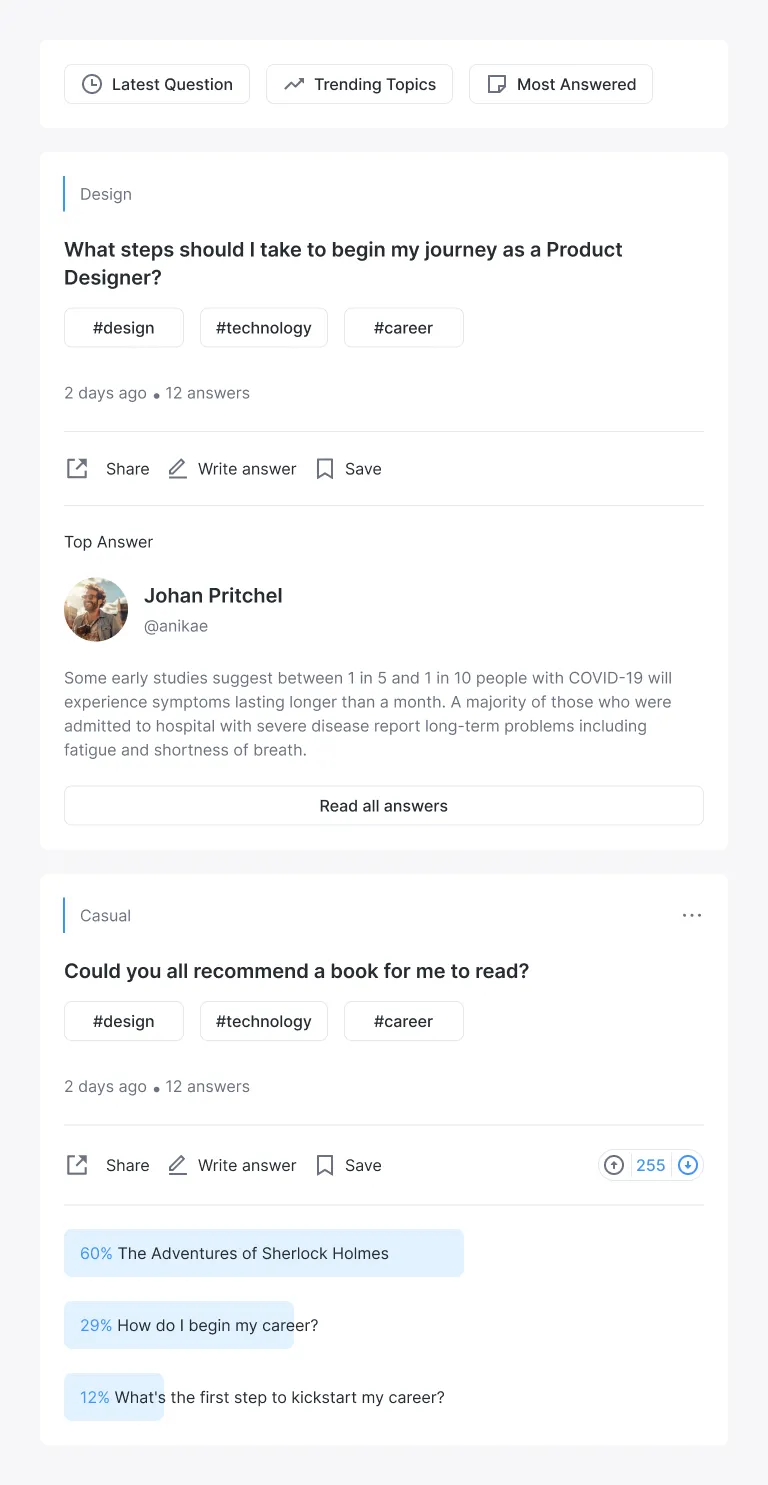 Latest Question Trending Topics Most Answered
Design
What steps should I take to begin my journey as a Product
Designer?
#design #technology #career
2 days ago • 12 answers
Share Write answer Save
Top Answer
Johan Pritchel
@anikae
Some early studies suggest between 1 in 5 and 1 in 10 people with COVID-19 will
experience symptoms lasting longer than a month. A majority of those who were
admitted to hospital with severe disease report long-term problems including
fatigue and shortness of breath.
Read all answers
Casual
Could you all recommend a book for me to read?
#design #technology #career
2 days ago • 12 answers
Share Write answer Save 255
60% The Adventures of Sherlock Holmes
29% How do I begin my career?
12% What's the first step to kickstart my career?